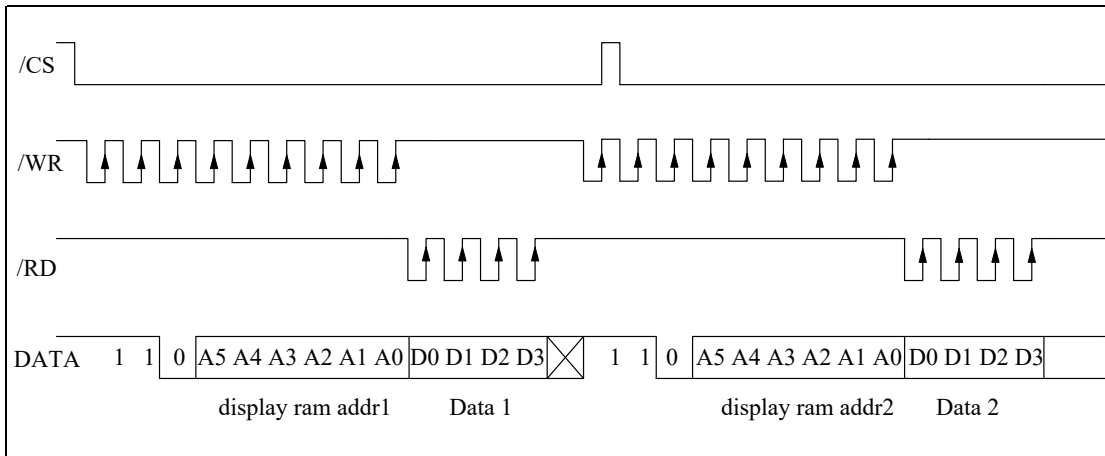 /CS
/WR
/RD
DATA 1 1 0 A5 A4 A3 A2 A1 A0 D0 D1 D2 D3 1 1 0 A5 A4 A3 A2 A1 A0 D0 D1 D2 D3
display ram addr1 Data 1 display ram addr2 Data 2